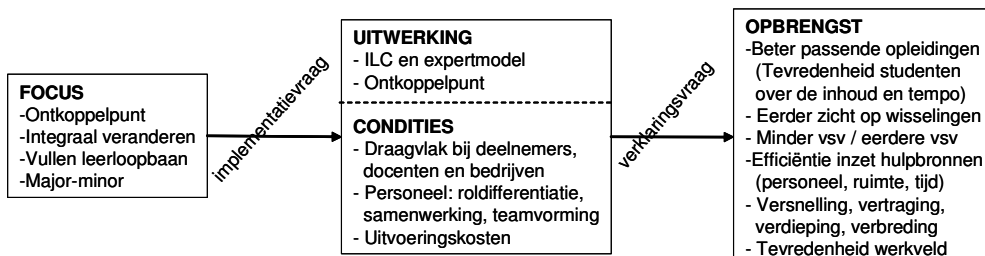 FOCUS
-Ontkoppelpunt
-Integraal veranderen
-Vullen leerloopbaan
-Major-minor
implementatievraag
UITWERKING
- ILC en expertmodel
- Ontkoppelpunt
CONDITIES
- Draagvlak bij deelnemers,
docenten en bedrijven
- Personeel: roldifferentiatie,
samenwerking, teamvorming
- Uitvoeringskosten
verklaringsvraag
OPBRENGST
-Beter passende opleidingen
(Tevredenheid studenten
over de inhoud en tempo)
- Eerder zicht op wisselingen
- Minder vsv / eerdere vsv
-Efficiëntie inzet hulpbronnen
(personeel, ruimte, tijd)
- Versnelling, vertraging,
verdieping, verbreding
- Tevredenheid werkveld